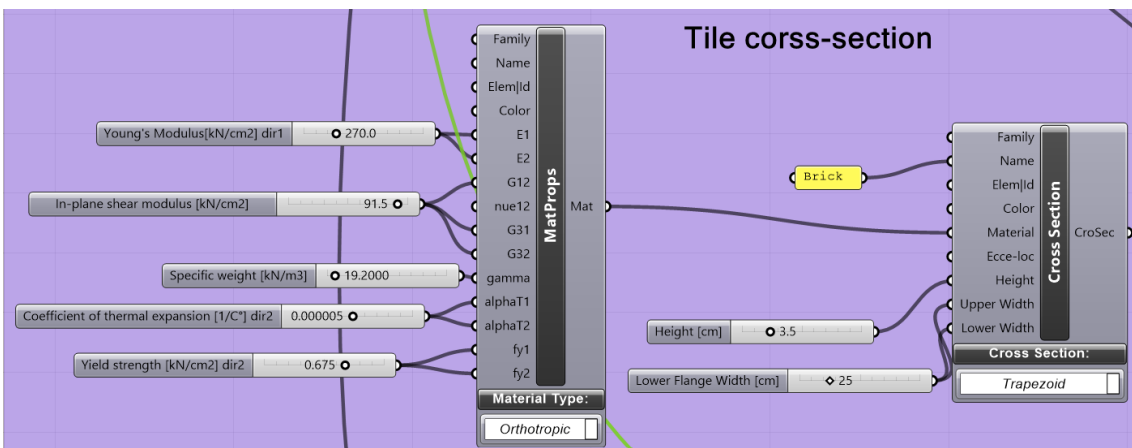 Tile corss-section
Family
Name
Elem|Id
Color
E1
E2
G12
nue12
G31
G32
gamma
alphaT1
alphaT2
fy1
fy2
MatProps
Mat
Material Type:
Orthotropic
Young's Modulus[kN/cm2] dir1 270.0
In-plane shear modulus [kN/cm2] 91.5
Specific weight [kN/m3] 19.2000
Coefficient of thermal expansion [1/C°] dir2 0.000005
Yield strength [kN/cm2] dir2 0.675
Brick
Height [cm] 3.5
Lower Flange Width [cm] 25
Family
Name
Elem|Id
Color
Material
Ecce-loc
Height
Upper Width
Lower Width
Cross Section
CroSec
Cross Section:
Trapezoid